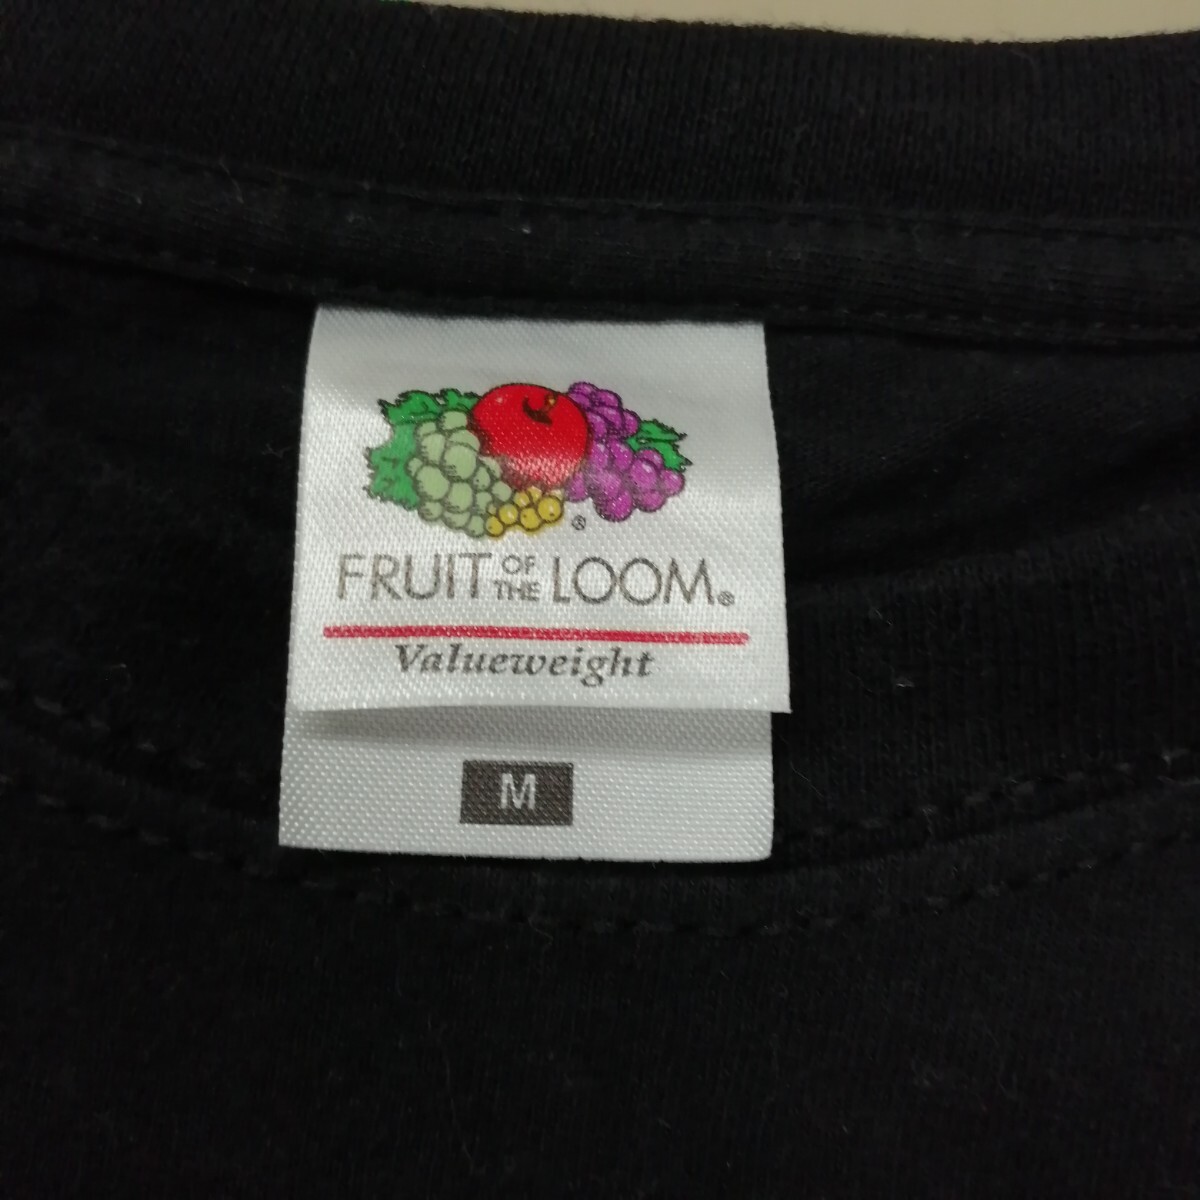 ®
FRUIT OF THE LOOM®
Valueweight
M